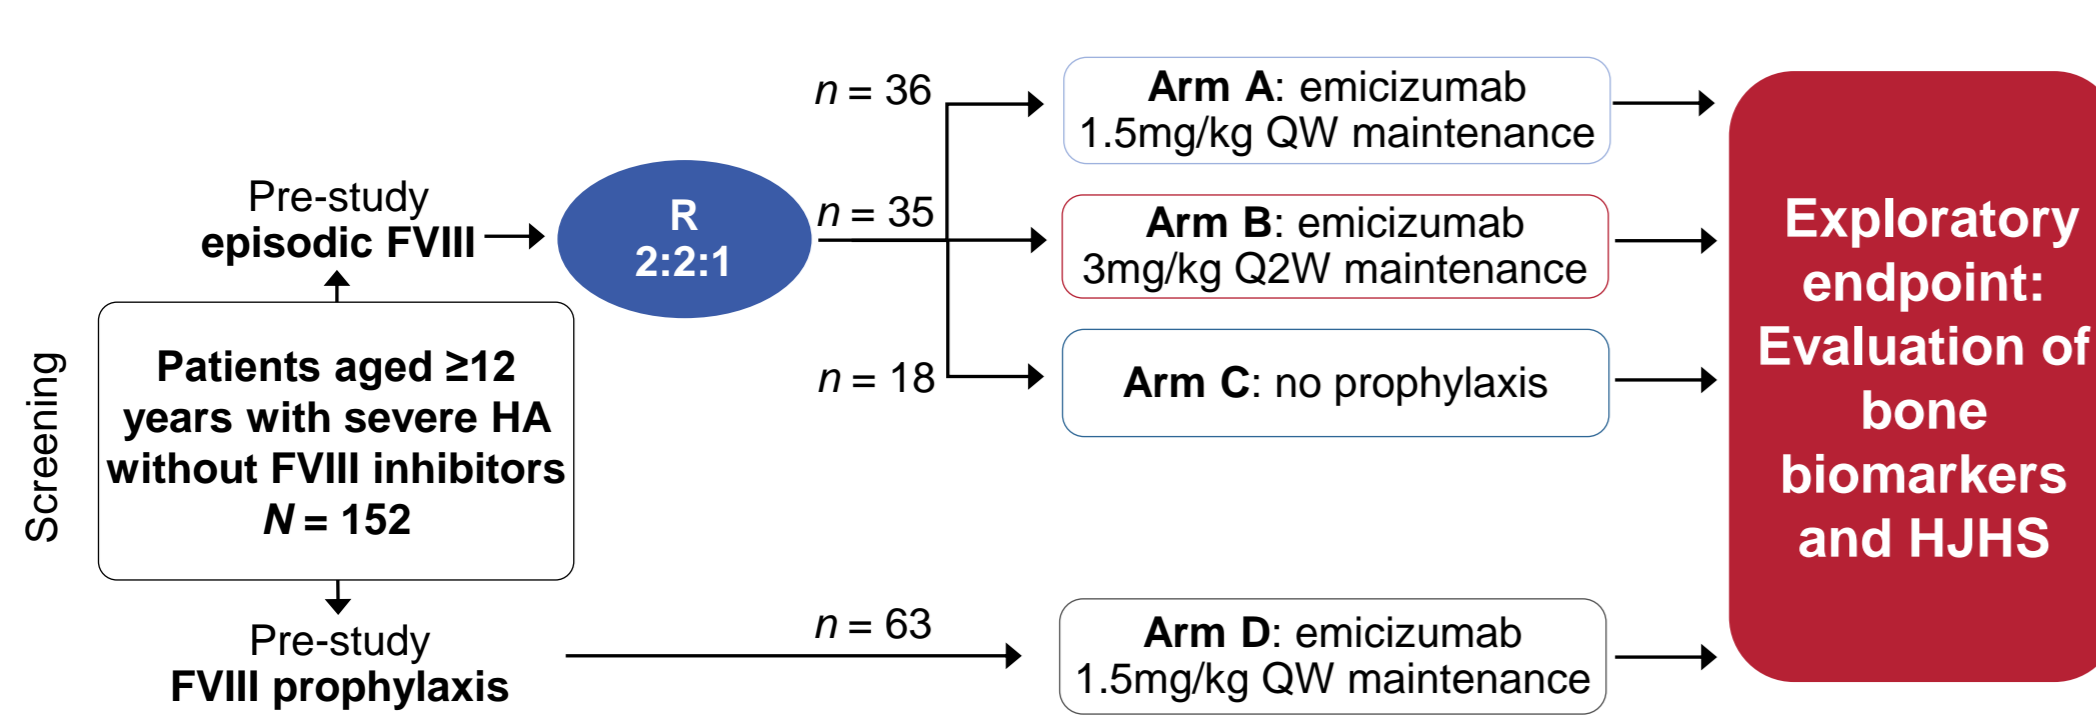 Screening
Pre-study
episodic FVIII
Patients aged ≥12
years with severe HA
without FVIII inhibitors
N = 152
Pre-study
FVIII prophylaxis
R
2:2:1
n = 36
n = 35
n = 18
n = 63
Arm A: emicizumab
1.5mg/kg QW maintenance
Arm B: emicizumab
3mg/kg Q2W maintenance
Arm C: no prophylaxis
Arm D: emicizumab
1.5mg/kg QW maintenance
Exploratory
endpoint:
Evaluation of
bone
biomarkers
and HJHS